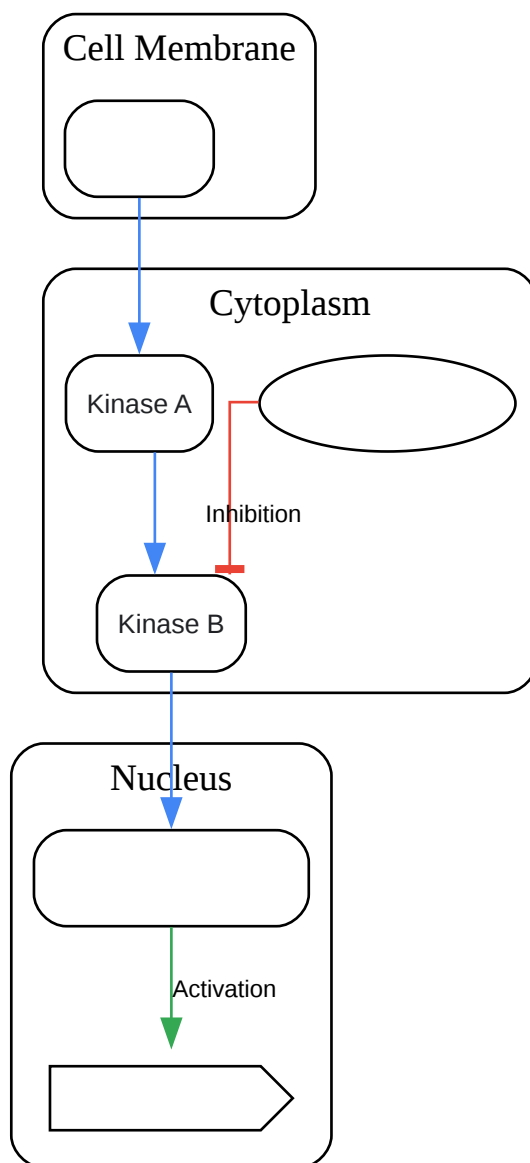 Cell Membrane
Cytoplasm
Kinase A
Inhibition
Kinase B
Nucleus
Activation